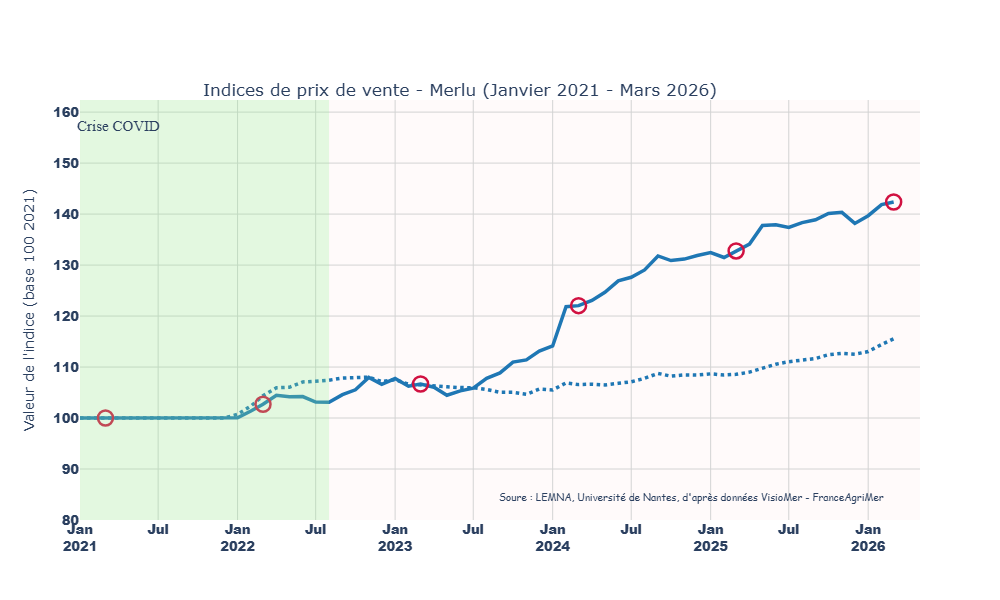 Indices de prix de vente - Merlu (Janvier 2021 - Mars 2026)
160
Crise COVID
150
140
130
120
110
100
90
80
Valeur de l'indice (base 100 2021)
Soure : LEMNA, Université de Nantes, d'après données VisioMer - FranceAgriMer
Jan Jul Jan Jul Jan Jul Jan Jul Jan Jul Jan
2021 2022 2023 2024 2025 2026